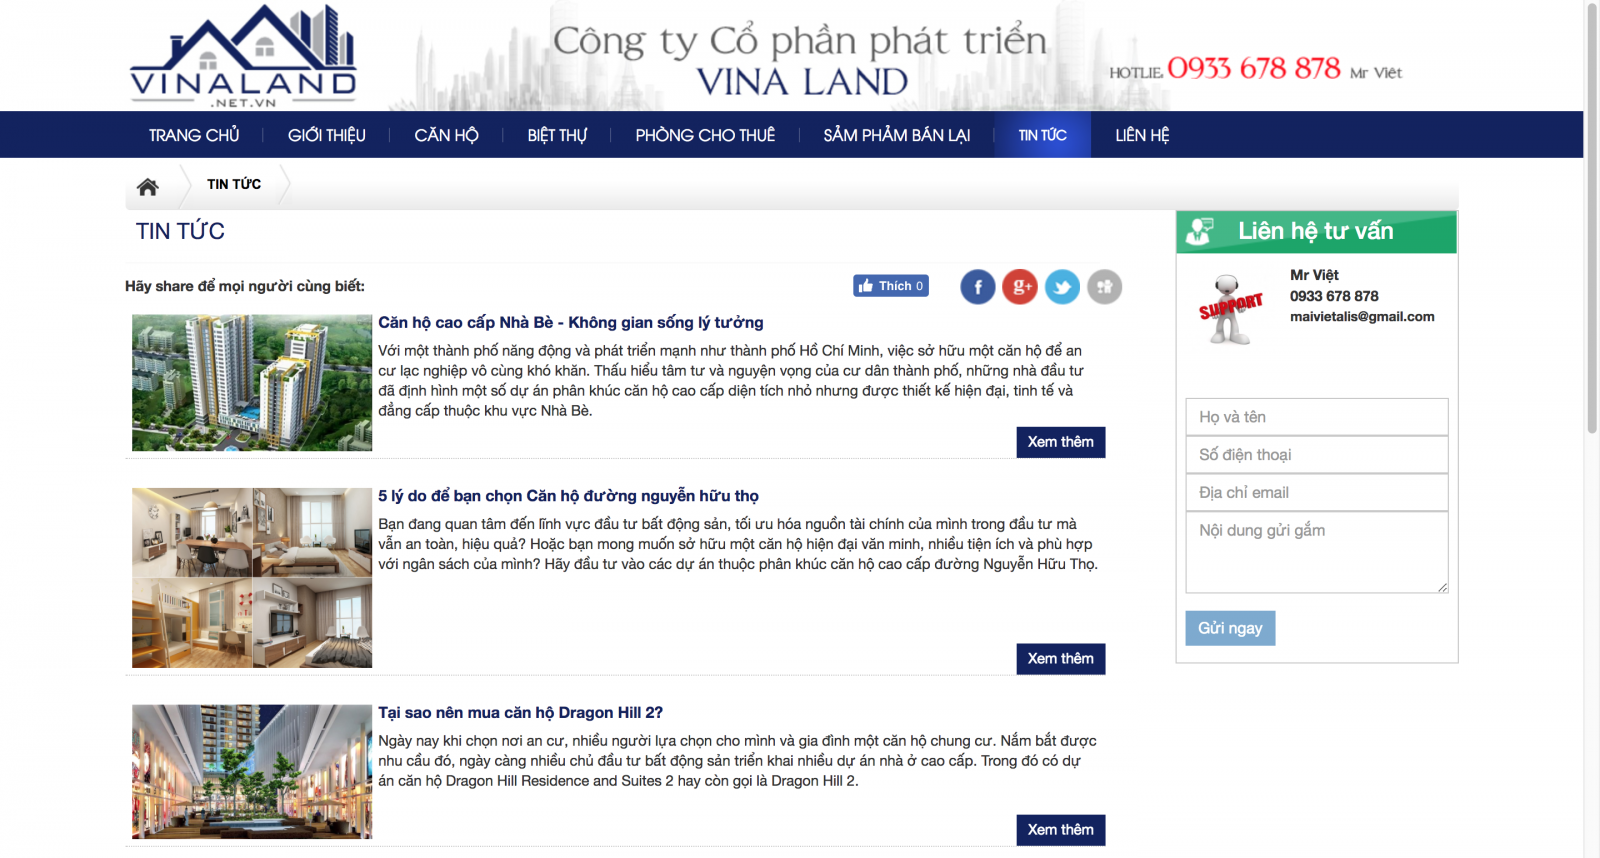 VINALAND
.NET.VN
Công ty Cổ phần phát triển
VINA LAND
HOTLIE. 0933 678 878 Mr Việt
TRANG CHỦ GIỚI THIỆU CĂN HỘ BIỆT THỰ PHÒNG CHO THUÊ SẢM PHẢM BÁN LẠI TIN TỨC LIÊN HỆ
TIN TỨC
TIN TỨC
Hãy share để mọi người cùng biết:
Thích 0
Căn hộ cao cấp Nhà Bè - Không gian sống lý tưởng
Với một thành phố năng động và phát triển mạnh như thành phố Hồ Chí Minh, việc sở hữu một căn hộ để an
cư lạc nghiệp vô cùng khó khăn. Thấu hiểu tâm tư và nguyện vọng của cư dân thành phố, những nhà đầu tư
đã định hình một số dự án phân khúc căn hộ cao cấp diện tích nhỏ nhưng được thiết kế hiện đại, tinh tế và
đẳng cấp thuộc khu vực Nhà Bè.
Xem thêm
5 lý do để bạn chọn Căn hộ đường nguyễn hữu thọ
Bạn đang quan tâm đến lĩnh vực đầu tư bất động sản, tối ưu hóa nguồn tài chính của mình trong đầu tư mà
vẫn an toàn, hiệu quả? Hoặc bạn mong muốn sở hữu một căn hộ hiện đại văn minh, nhiều tiện ích và phù hợp
với ngân sách của mình? Hãy đầu tư vào các dự án thuộc phân khúc căn hộ cao cấp đường Nguyễn Hữu Thọ.
Xem thêm
Tại sao nên mua căn hộ Dragon Hill 2?
Ngày nay khi chọn nơi an cư, nhiều người lựa chọn cho mình và gia đình một căn hộ chung cư. Nắm bắt được
nhu cầu đó, ngày càng nhiều chủ đầu tư bất động sản triển khai nhiều dự án nhà ở cao cấp. Trong đó có dự
án căn hộ Dragon Hill Residence and Suites 2 hay còn gọi là Dragon Hill 2.
Xem thêm
Liên hệ tư vấn
SUPPORT
Mr Việt
0933 678 878
maivietalis@gmail.com
Họ và tên
Số điện thoại
Địa chỉ email
Nội dung gửi gắm
Gửi ngay